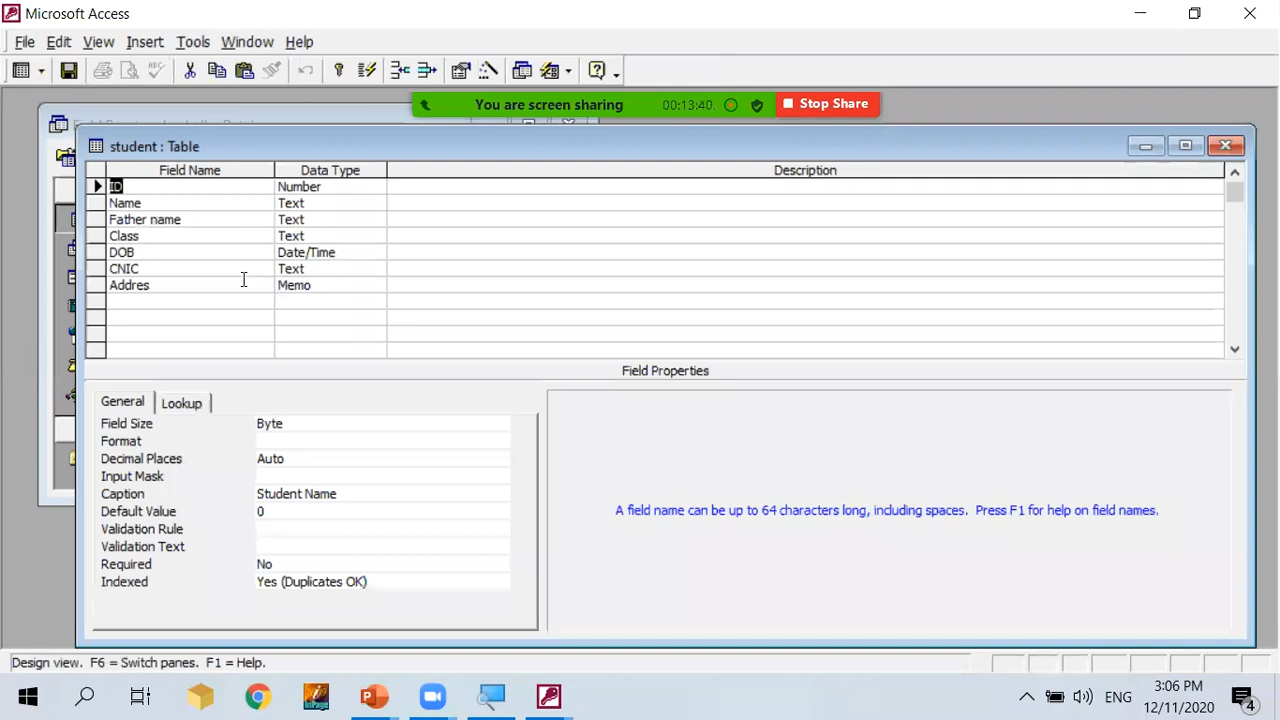 Microsoft Access
File Edit View Insert Tools Window Help
You are screen sharing 00:13:40 Stop Share
student : Table
Field Name Data Type Description
ID Number
Name Text
Father name Text
Class Text
DOB Date/Time
CNIC Text
Addres Memo
Field Properties
General Lookup
Field Size Byte
Format
Decimal Places Auto
Input Mask
Caption Student Name
Default Value 0
Validation Rule
Validation Text
Required No
Indexed Yes (Duplicates OK)
A field name can be up to 64 characters long, including spaces. Press F1 for help on field names.
Design view. F6 = Switch panes. F1 = Help.
ENG 3:06 PM
12/11/2020 4